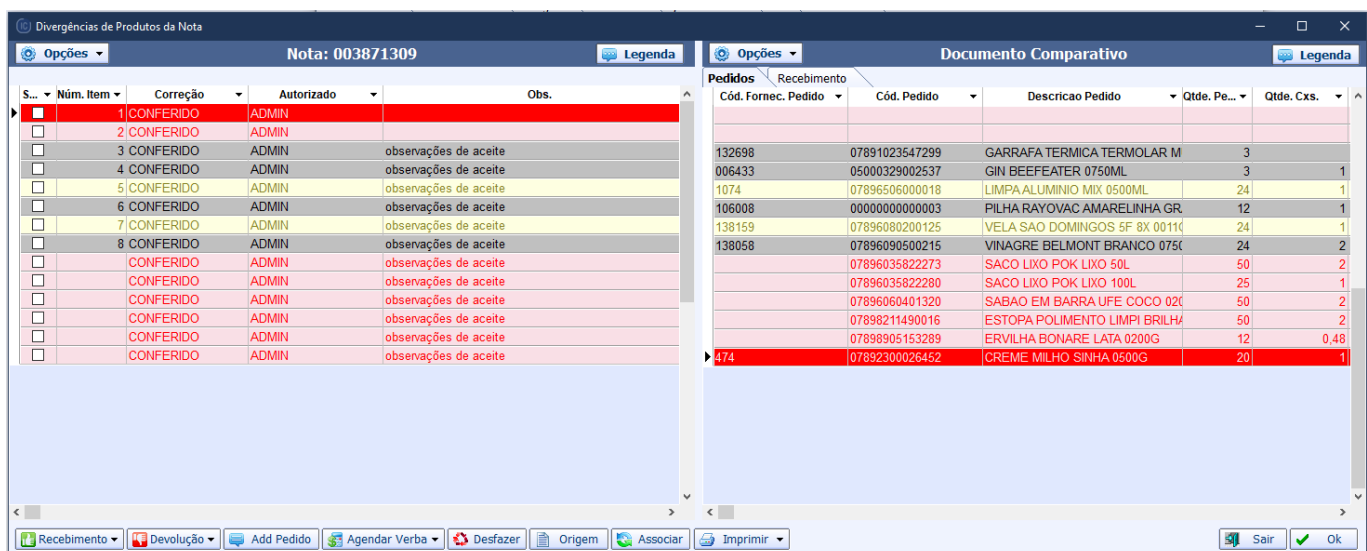 Divergências de Produtos da Nota
Opções Nota: 003871309 Legenda
S... Núm. Item Correção Autorizado Obs.
1 CONFERIDO ADMIN
2 CONFERIDO ADMIN
3 CONFERIDO ADMIN observações de aceite
4 CONFERIDO ADMIN observações de aceite
5 CONFERIDO ADMIN observações de aceite
6 CONFERIDO ADMIN observações de aceite
7 CONFERIDO ADMIN observações de aceite
8 CONFERIDO ADMIN observações de aceite
CONFERIDO ADMIN observações de aceite
CONFERIDO ADMIN observações de aceite
CONFERIDO ADMIN observações de aceite
CONFERIDO ADMIN observações de aceite
CONFERIDO ADMIN observações de aceite
CONFERIDO ADMIN observações de aceite
Opções Documento Comparativo Legenda
Pedidos Recebimento
Cód. Fornec. Pedido Cód. Pedido Descricao Pedido Qtde. Pe... Qtde. Cxs.
132698 07891023547299 GARRAFA TERMICA TERMOLAR M 3
006433 05000329002537 GIN BEEFEATER 0750ML 3 1
1074 07896506000018 LIMPA ALUMINIO MIX 0500ML 24 1
106008 00000000000003 PILHA RAYOVAC AMARELINHA GR. 12 1
138159 07896080200125 VELA SAO DOMINGOS 5F 8X 0011 24 1
138058 07896090500215 VINAGRE BELMONT BRANCO 075 24 2
07896035822273 SACO LIXO POK LIXO 50L 50 2
07896035822280 SACO LIXO POK LIXO 100L 25 1
07896060401320 SABAO EM BARRA UFE COCO 020 50 2
07898211490016 ESTOPA POLIMENTO LIMPI BRILHA 50 2
07898905153289 ERVILHA BONARE LATA 0200G 12 0,48
474 07892300026452 CREME MILHO SINHA 0500G 20 1
Recebimento Devolução Add Pedido Agendar Verba Desfazer Origem Associar Imprimir Sair Ok